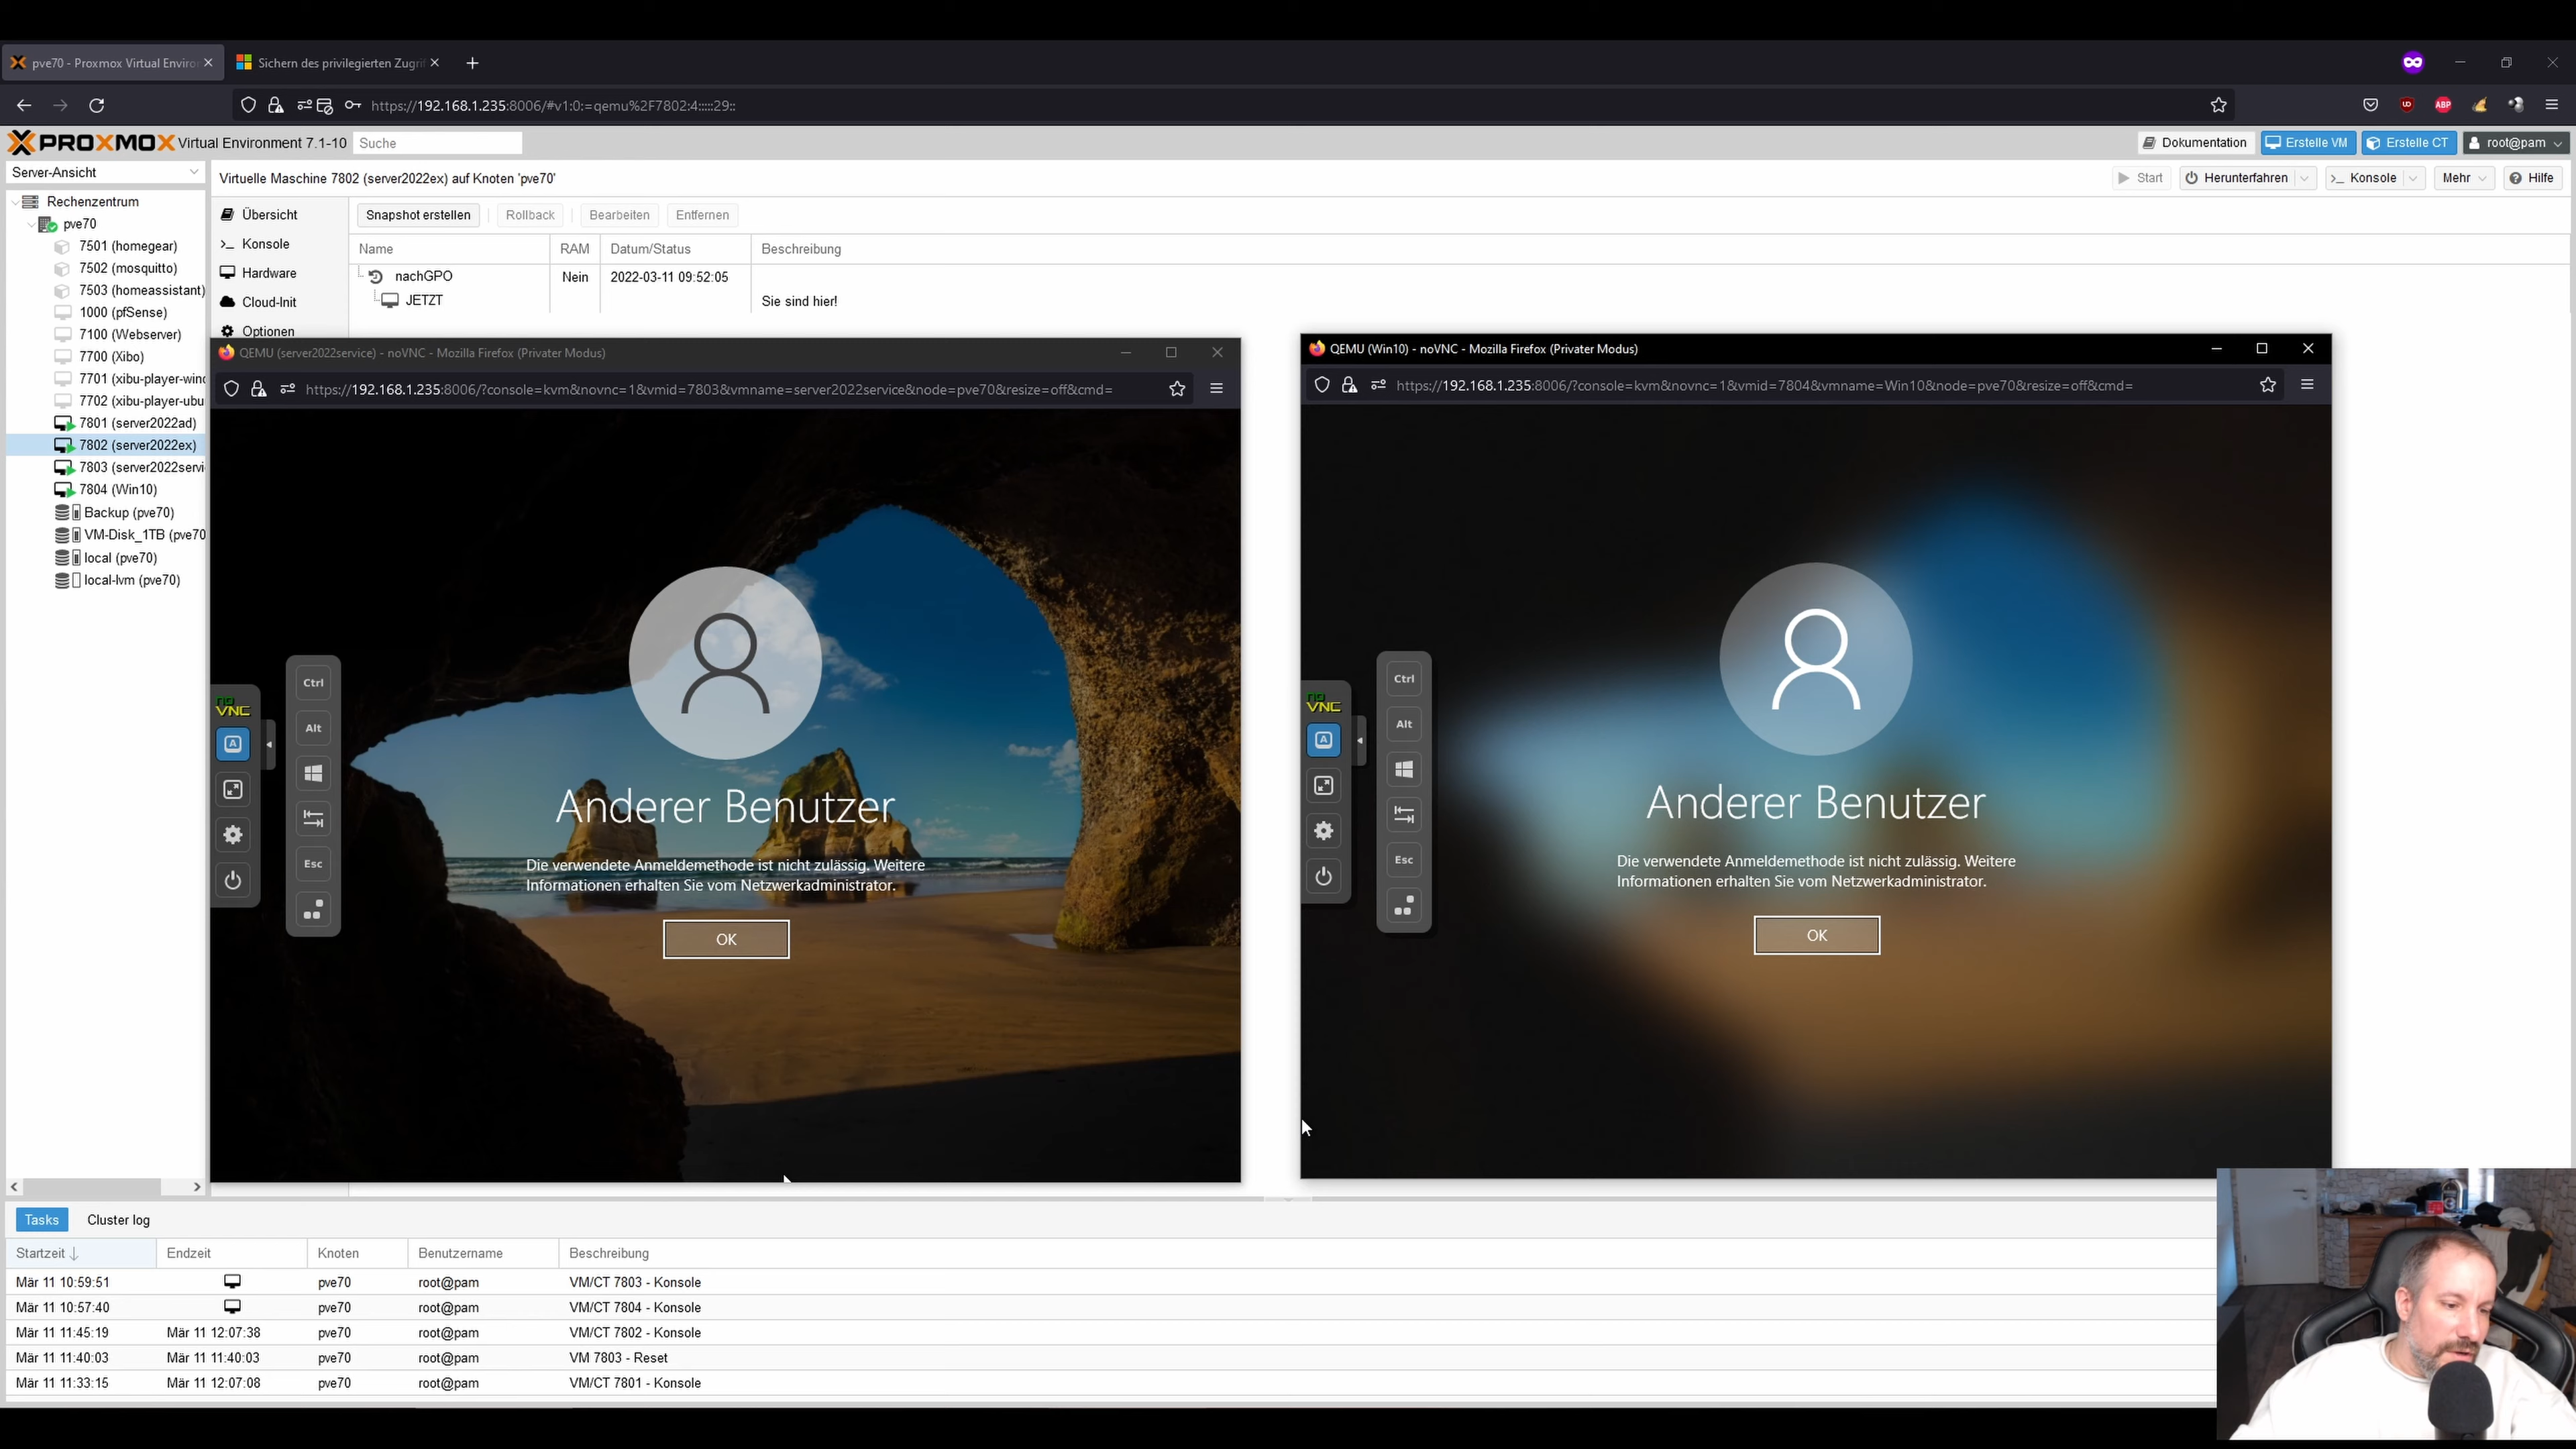 pve70 - Proxmox Virtual Enviro
Sichern des privilegierten Zugrif
https://192.168.1.235:8006/#v1:0:=qemu%2F7802:4:::::29::
UD
ABP
PROXMOX Virtual Environment 7.1-10
Suche
Dokumentation
Erstelle VM
Erstelle CT
root@pam
Server-Ansicht
Virtuelle Maschine 7802 (server2022ex) auf Knoten 'pve70'
Start
Herunterfahren
Konsole
Mehr
Hilfe
Rechenzentrum
pve70
7501 (homegear)
7502 (mosquitto)
7503 (homeassistant)
1000 (pfSense)
7100 (Webserver)
7700 (Xibo)
7701 (xibu-player-wind
7702 (xibu-player-ubu
7801 (server2022ad)
7802 (server2022ex)
7803 (server2022servi
7804 (Win10)
Backup (pve70)
VM-Disk_1TB (pve70
local (pve70)
local-lvm (pve70)
Übersicht
Konsole
Hardware
Cloud-Init
Optionen
Snapshot erstellen
Rollback
Bearbeiten
Entfernen
Name RAM Datum/Status Beschreibung
nachGPO Nein 2022-03-11 09:52:05
JETZT Sie sind hier!
QEMU (server2022service) - noVNC - Mozilla Firefox (Privater Modus)
https://192.168.1.235:8006/?console=kvm&novnc=1&vmid=7803&vmname=server2022service&node=pve70&resize=off&cmd=
no
VNC
A
Ctrl
Alt
Esc
Anderer Benutzer
Die verwendete Anmeldemethode ist nicht zulässig. Weitere
Informationen erhalten Sie vom Netzwerkadministrator.
OK
QEMU (Win10) - noVNC - Mozilla Firefox (Privater Modus)
https://192.168.1.235:8006/?console=kvm&novnc=1&vmid=7804&vmname=Win10&node=pve70&resize=off&cmd=
no
VNC
A
Ctrl
Alt
Esc
Anderer Benutzer
Die verwendete Anmeldemethode ist nicht zulässig. Weitere
Informationen erhalten Sie vom Netzwerkadministrator.
OK
Tasks
Cluster log
Startzeit Endzeit Knoten Benutzername Beschreibung
Mär 11 10:59:51 pve70 root@pam VM/CT 7803 - Konsole
Mär 11 10:57:40 pve70 root@pam VM/CT 7804 - Konsole
Mär 11 11:45:19 Mär 11 12:07:38 pve70 root@pam VM/CT 7802 - Konsole
Mär 11 11:40:03 Mär 11 11:40:03 pve70 root@pam VM 7803 - Reset
Mär 11 11:33:15 Mär 11 12:07:08 pve70 root@pam VM/CT 7801 - Konsole